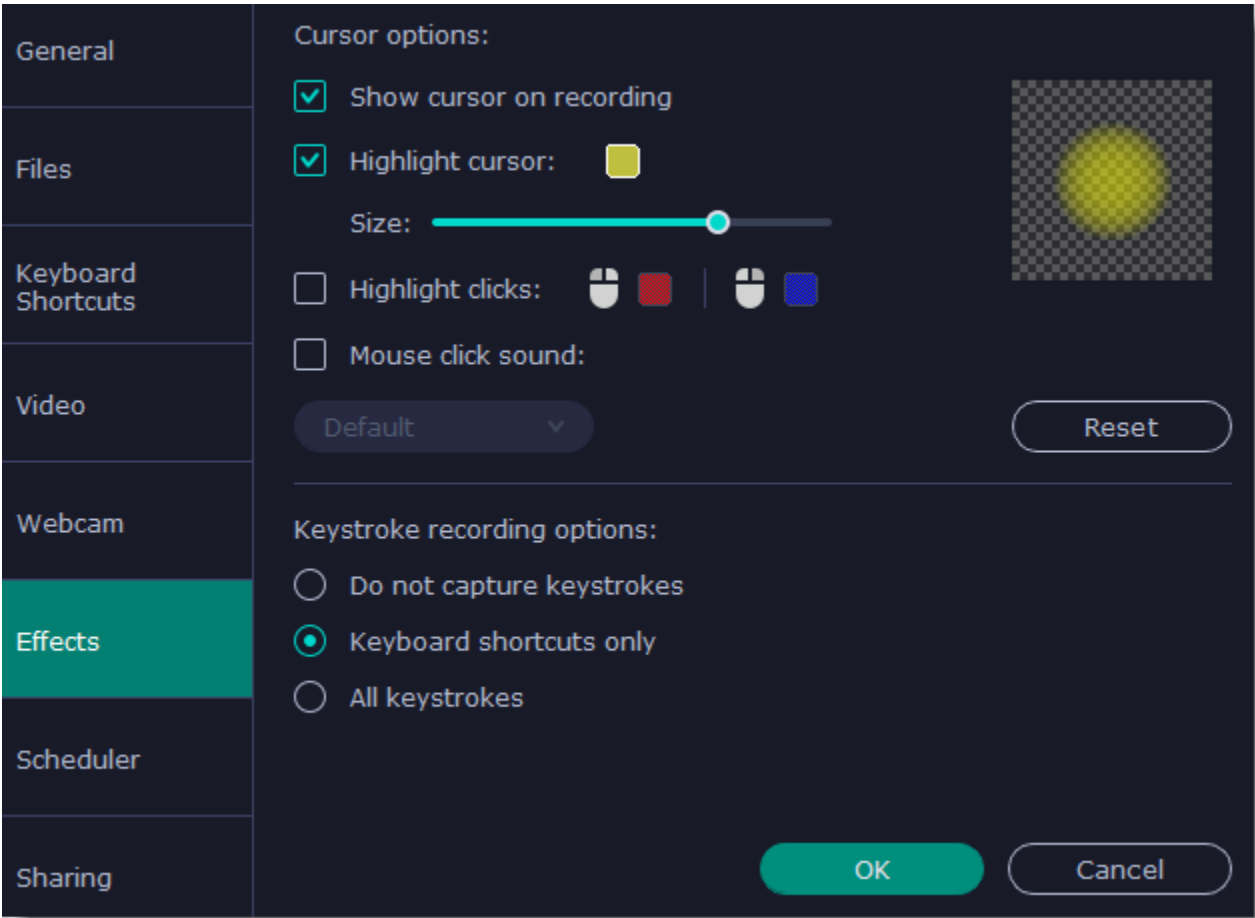 General
Files
Keyboard
Shortcuts
Video
Webcam
Effects
Scheduler
Sharing
Cursor options:
Show cursor on recording
Highlight cursor:
Size:
Highlight clicks:
Mouse click sound:
Default
Reset
Keystroke recording options:
Do not capture keystrokes
Keyboard shortcuts only
All keystrokes
OK
Cancel